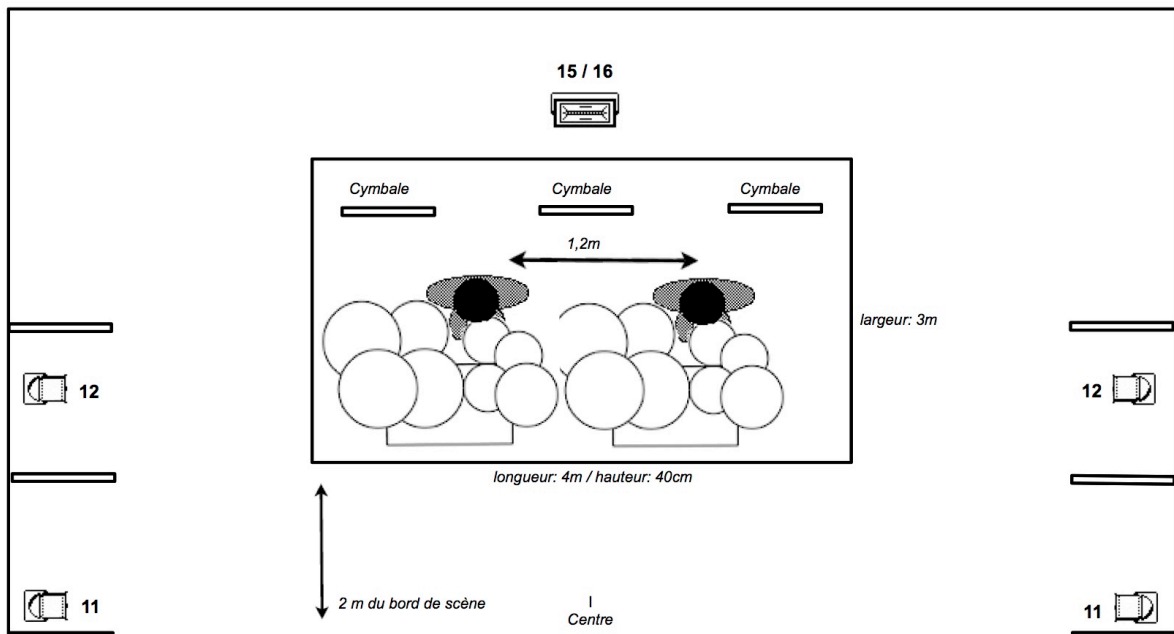 15 / 16
Cymbale
Cymbale
Cymbale
1,2m
largeur: 3m
12
12
longueur: 4m / hauteur: 40cm
11
2 m du bord de scène
I
Centre
11